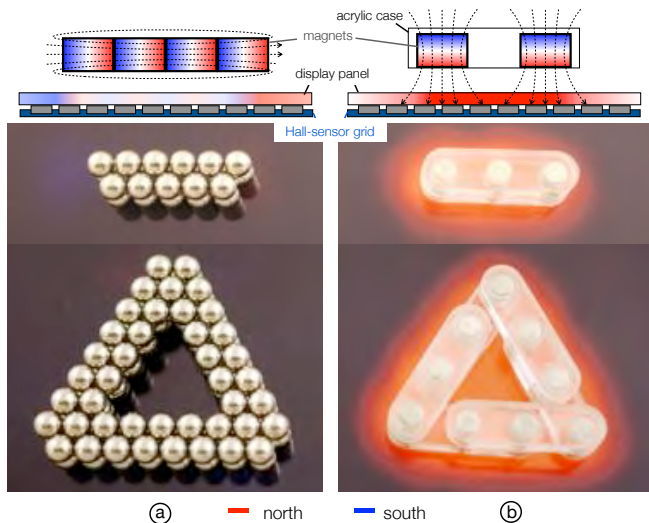 acrylic case
magnets
display panel
Hall-sensor grid
a north south b